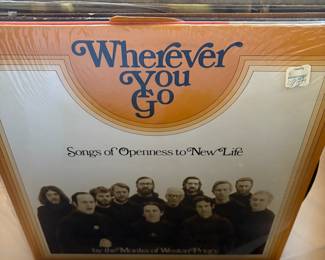 Wherever
You
Go
Songs of Openness to New Life
by the Monks of Weston Priory